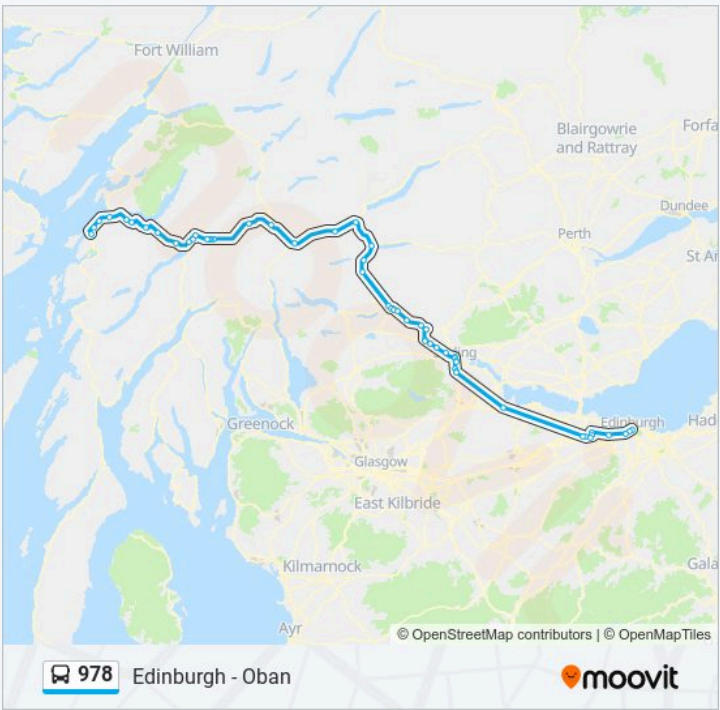 Fort William
Blairgowrie
and Rattray
Forfa
Dundee
Perth
St A
Edinburgh
Had
Greenock
Glasgow
East Kilbride
Kilmarnock
Gala
Ayr
© OpenStreetMap contributors | © OpenMapTiles
978 Edinburgh - Oban
moovit